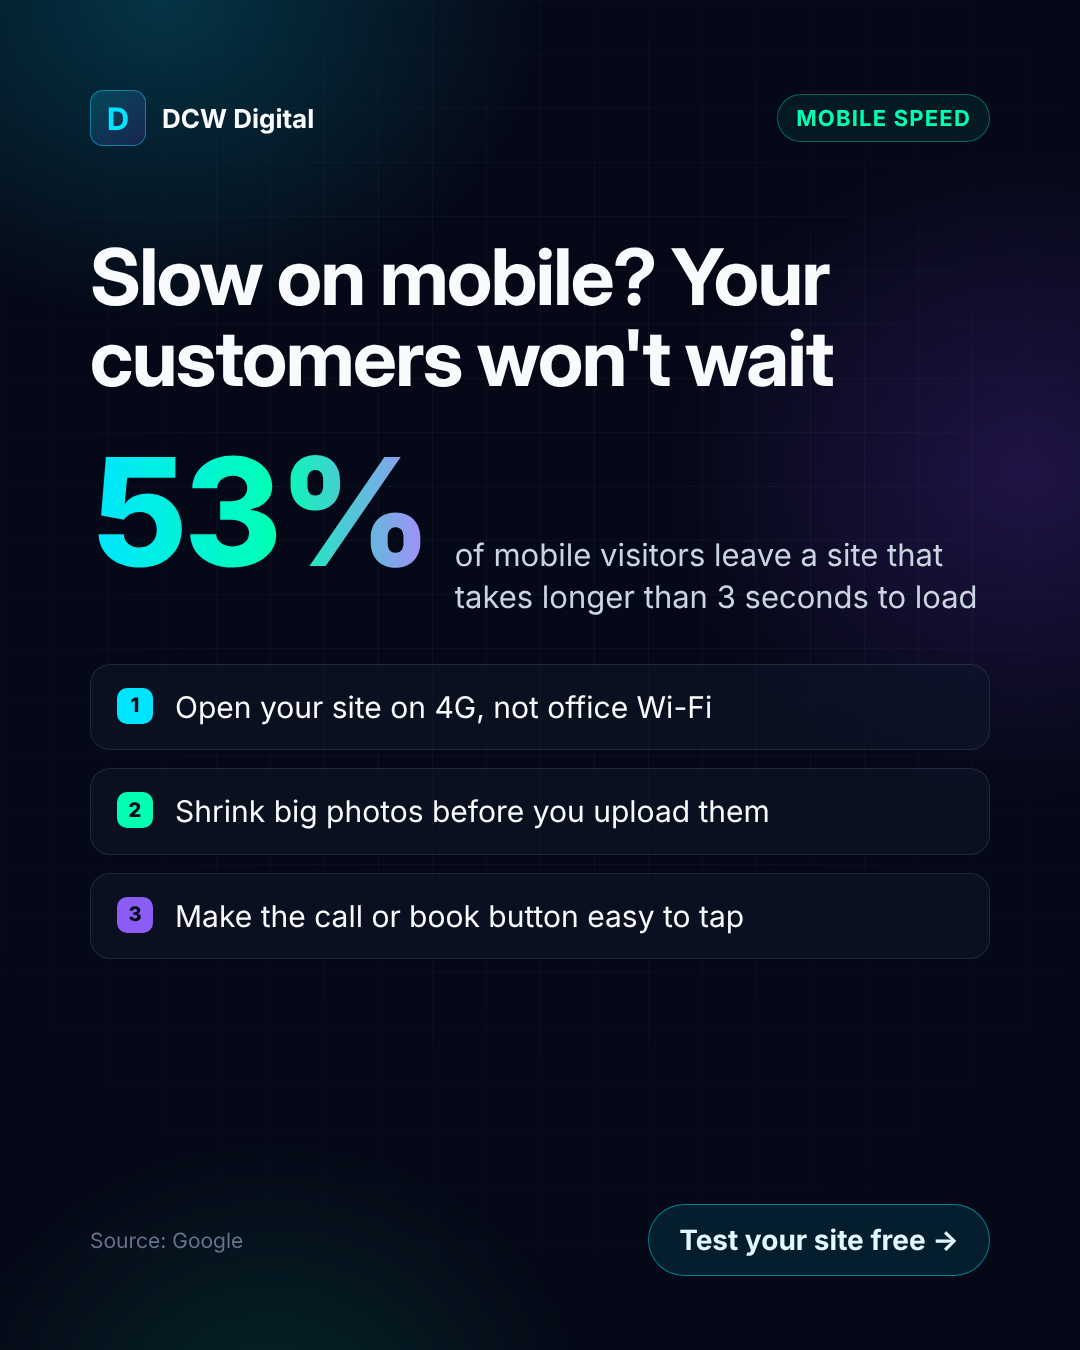 D
DCW Digital
MOBILE SPEED
Slow on mobile? Your
customers won't wait
53%
of mobile visitors leave a site that
takes longer than 3 seconds to load
1 Open your site on 4G, not office Wi-Fi
2 Shrink big photos before you upload them
3 Make the call or book button easy to tap
Source: Google
Test your site free →